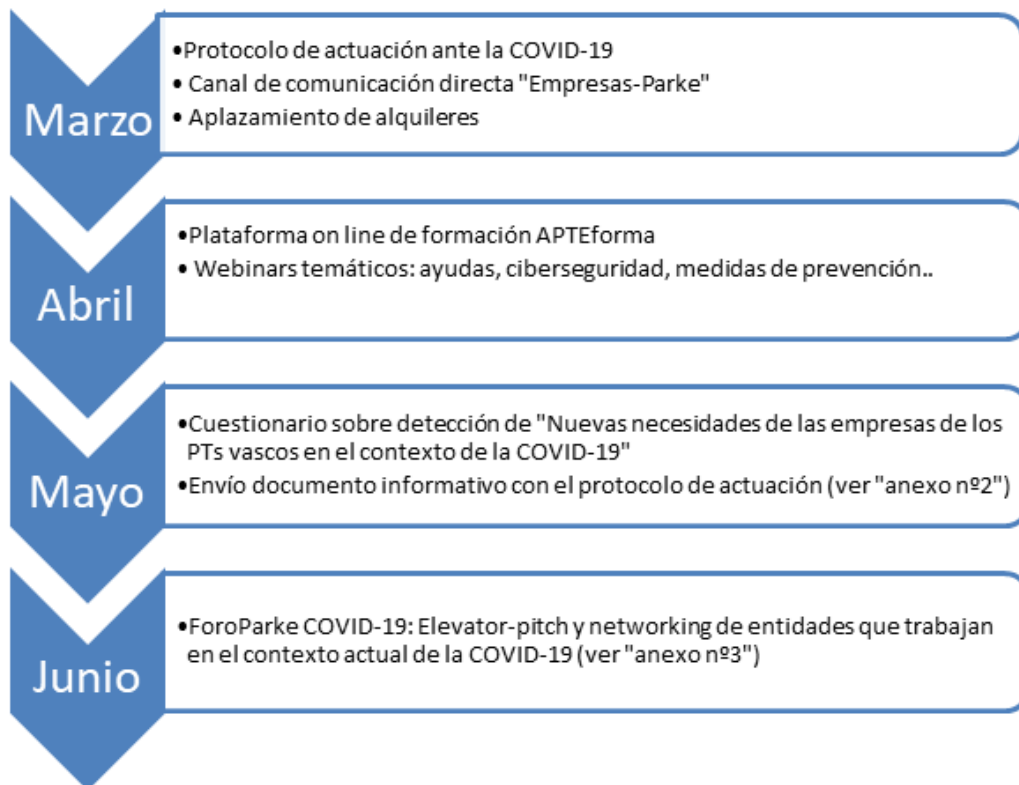 Marzo
•Protocolo de actuación ante la COVID-19
• Canal de comunicación directa "Empresas-Parke"
• Aplazamiento de alquileres
Abril
•Plataforma on line de formación APTEforma
• Webinars temáticos: ayudas, ciberseguridad, medidas de prevención..
Mayo
•Cuestionario sobre detección de "Nuevas necesidades de las empresas de los
PTs vascos en el contexto de la COVID-19"
•Envío documento informativo con el protocolo de actuación (ver "anexo nº2")
Junio
•ForoParke COVID-19: Elevator-pitch y networking de entidades que trabajan
en el contexto actual de la COVID-19 (ver "anexo nº3")